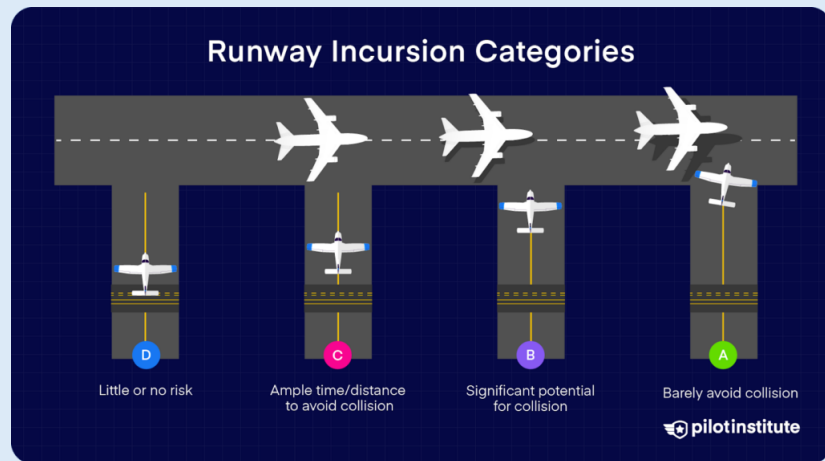 Runway Incursion Categories
D
Little or no risk
C
Ample time/distance
to avoid collision
B
Significant potential
for collision
A
Barely avoid collision
pilotinstitute